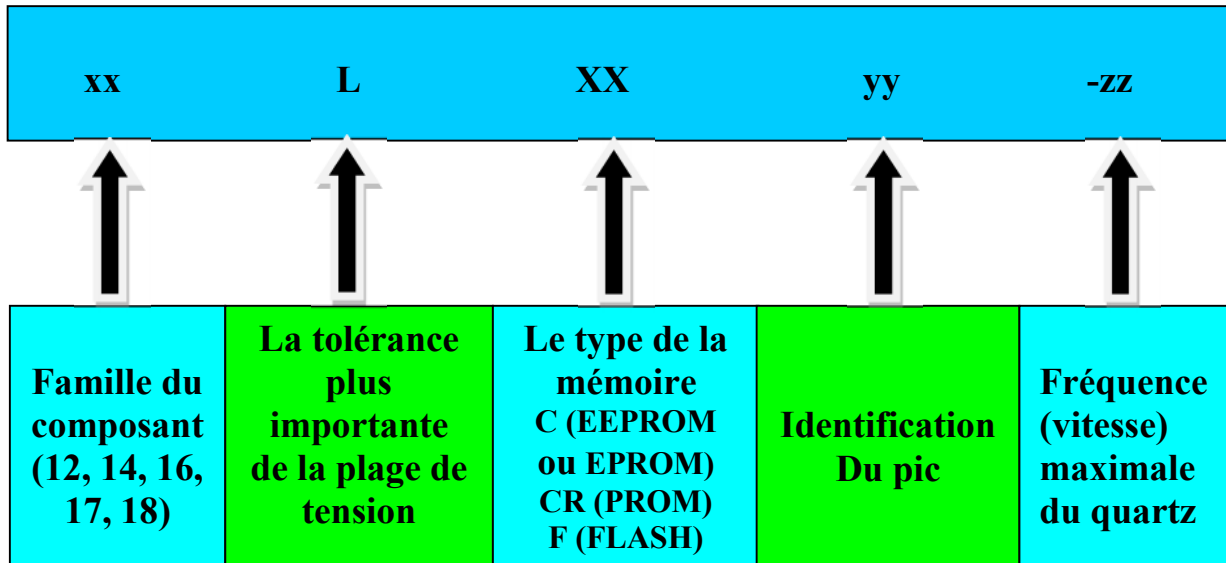 xx L XX yy -zz
Famille du
composant
(12, 14, 16,
17, 18)
La tolérance
plus
importante
de la plage de
tension
Le type de la
mémoire
C (EEPROM
ou EPROM)
CR (PROM)
F (FLASH)
Identification
Du pic
Fréquence
(vitesse)
maximale
du quartz